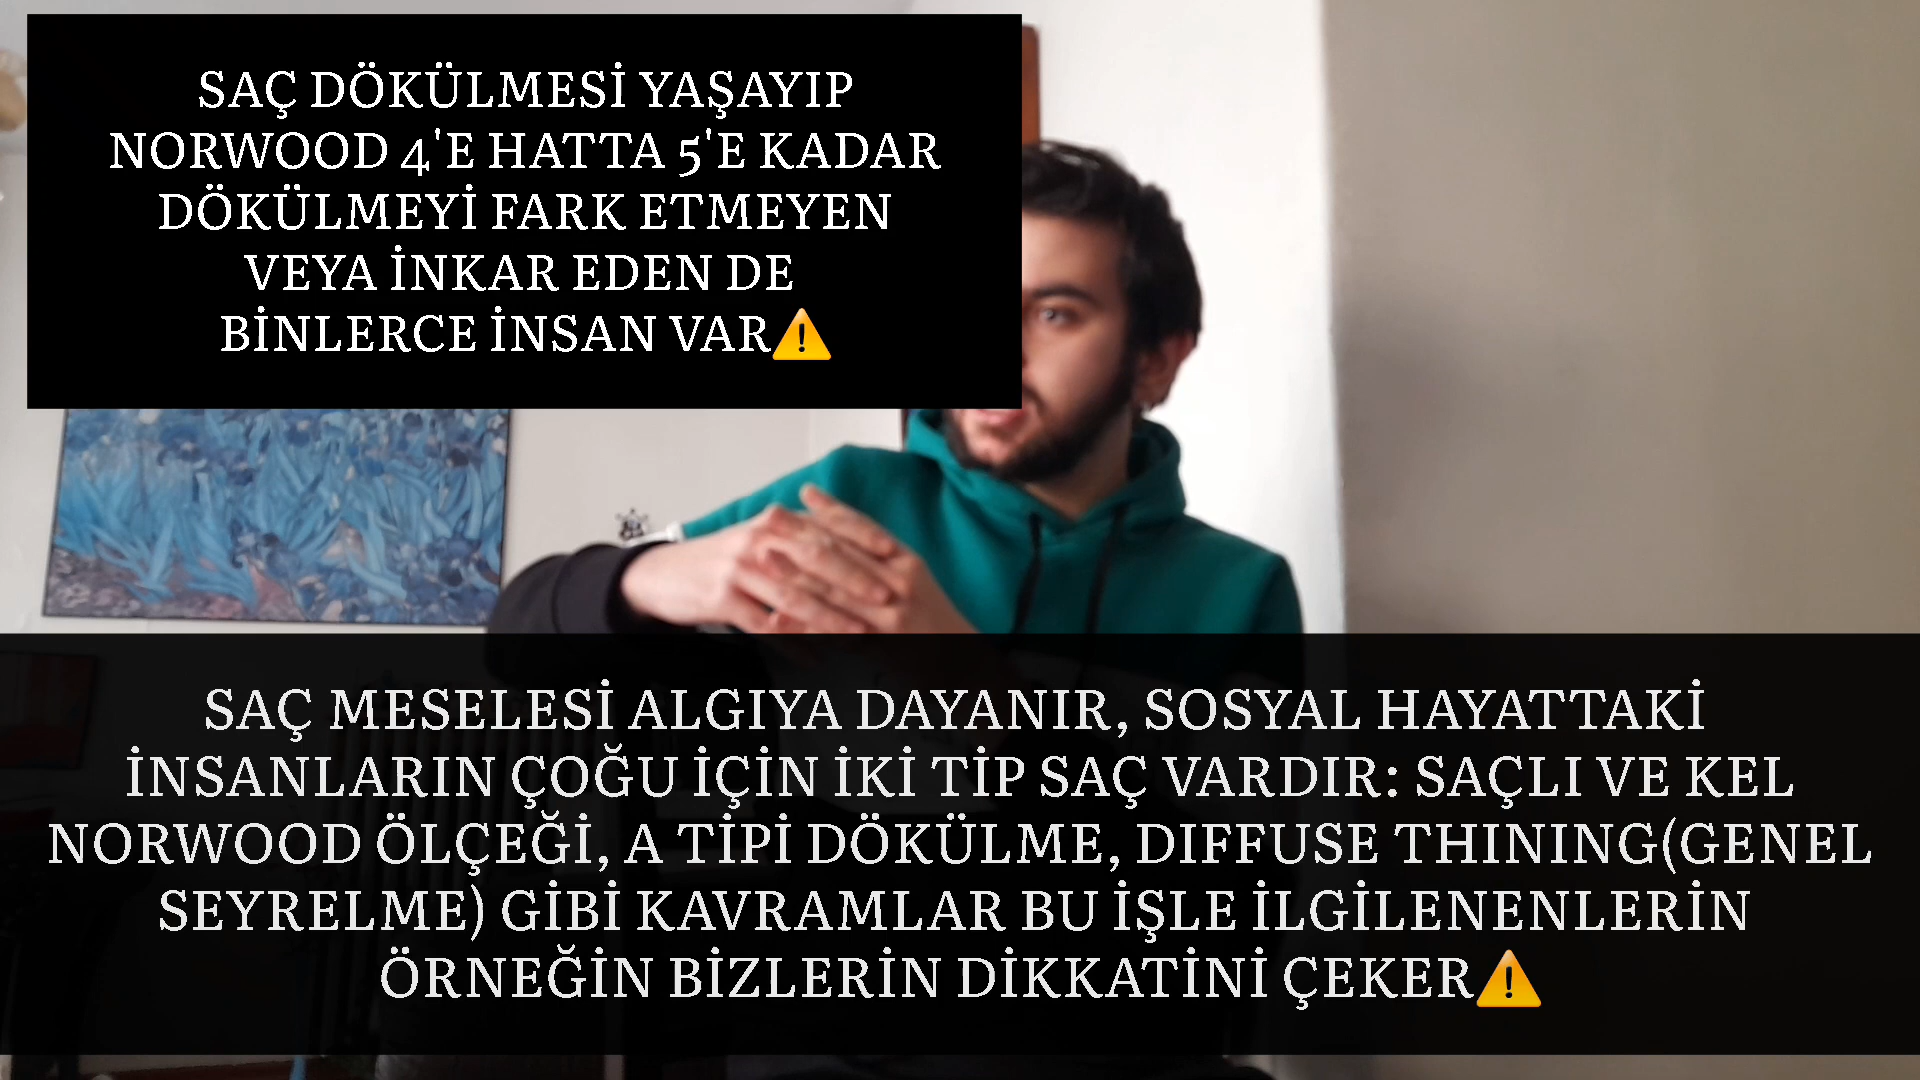 SAÇ DÖKÜLMESİ YAŞAYIP
NORWOOD 4'E HATTA 5'E KADAR
DÖKÜLMEYİ FARK ETMEYEN
VEYA İNKAR EDEN DE
BİNLERCE İNSAN VAR⚠️
SAÇ MESELESİ ALGIYA DAYANIR, SOSYAL HAYATTAKİ
İNSANLARIN ÇOĞU İÇİN İKİ TİP SAÇ VARDIR: SAÇLI VE KEL
NORWOOD ÖLÇEĞİ, A TİPİ DÖKÜLME, DIFFUSE THINING(GENEL
SEYRELME) GİBİ KAVRAMLAR BU İŞLE İLGİLENENLERİN
ÖRNEĞİN BİZLERİN DİKKATİNİ ÇEKER⚠️